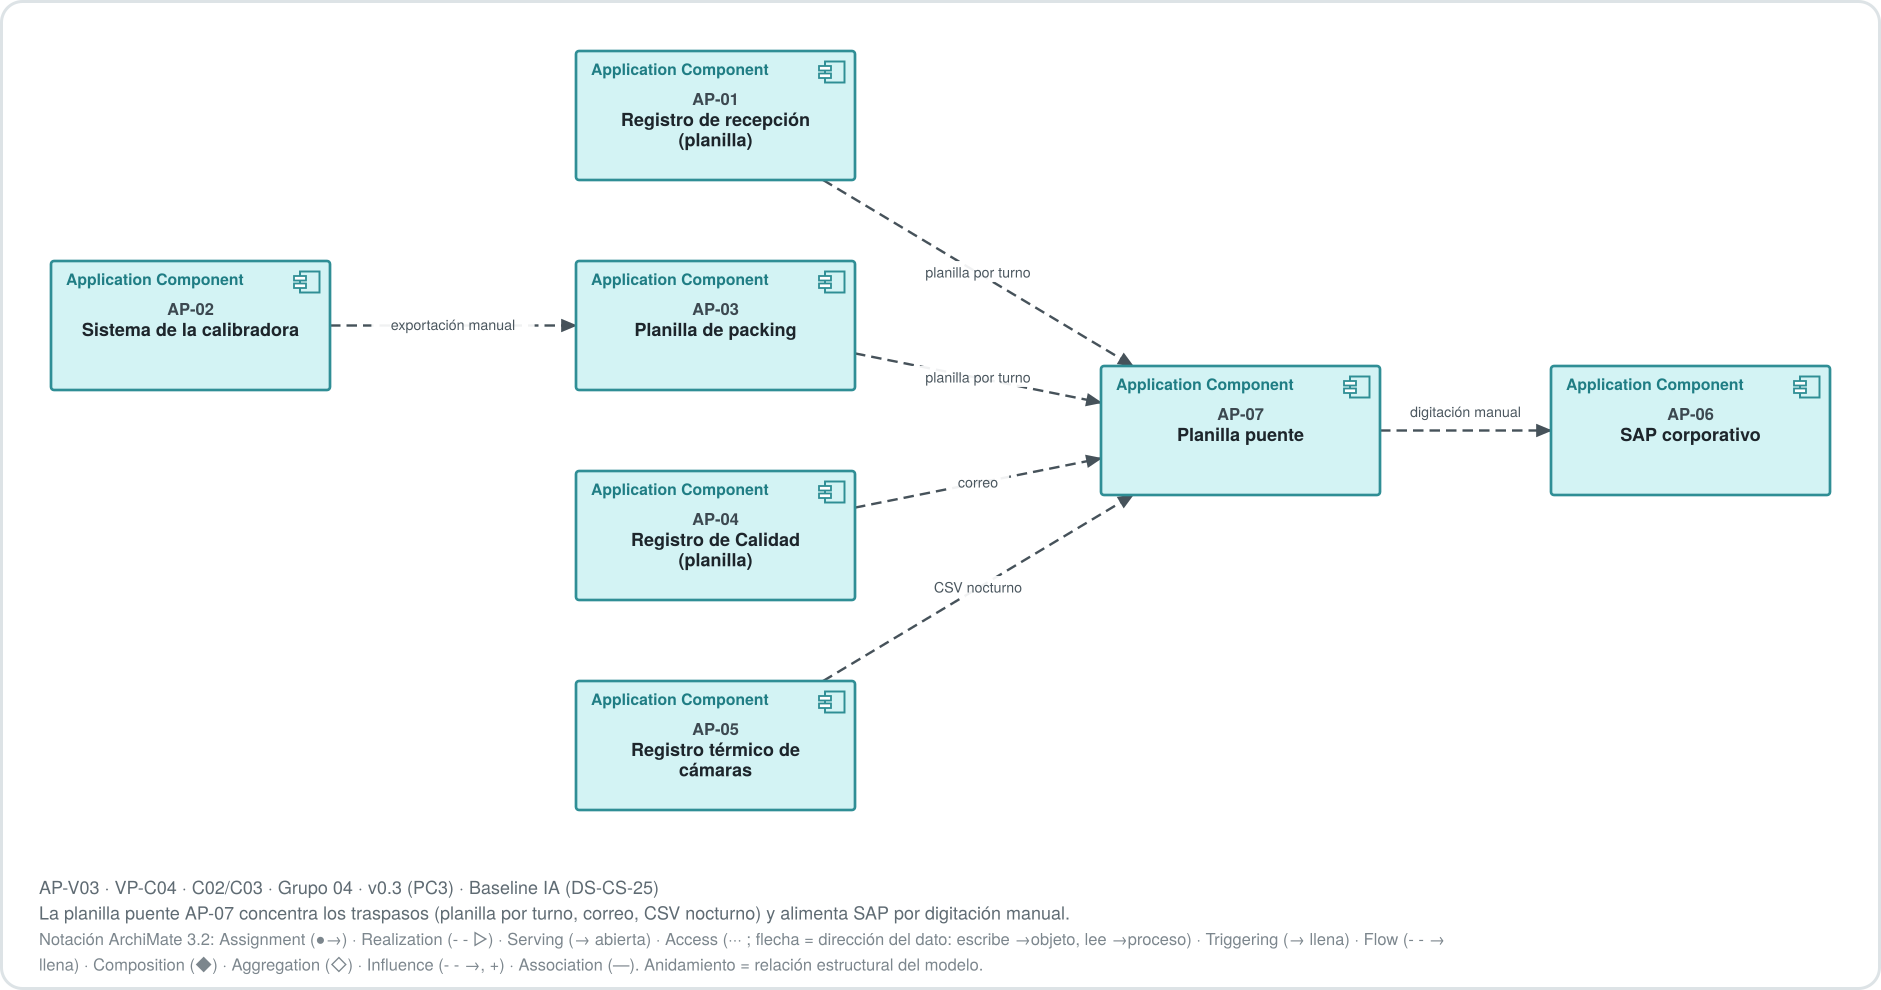 Application Component
AP-01
Registro de recepción
(planilla)
planilla por turno
Application Component
AP-02
Sistema de la calibradora
exportación manual
Application Component
AP-03
Planilla de packing
planilla por turno
Application Component
AP-07
Planilla puente
digitación manual
Application Component
AP-06
SAP corporativo
Application Component
AP-04
Registro de Calidad
(planilla)
correo
CSV nocturno
Application Component
AP-05
Registro térmico de
cámaras
AP-V03 · VP-C04 · C02/C03 · Grupo 04 · v0.3 (PC3) · Baseline IA (DS-CS-25)
La planilla puente AP-07 concentra los traspasos (planilla por turno, correo, CSV nocturno) y alimenta SAP por digitación manual.
Notación ArchiMate 3.2: Assignment (●→) · Realization (- - ▷) · Serving (→ abierta) · Access (··· ; flecha = dirección del dato: escribe →objeto, lee →proceso) · Triggering (→ llena) · Flow (- - →
llena) · Composition (◆) · Aggregation (◇) · Influence (- - →, +) · Association (—). Anidamiento = relación estructural del modelo.